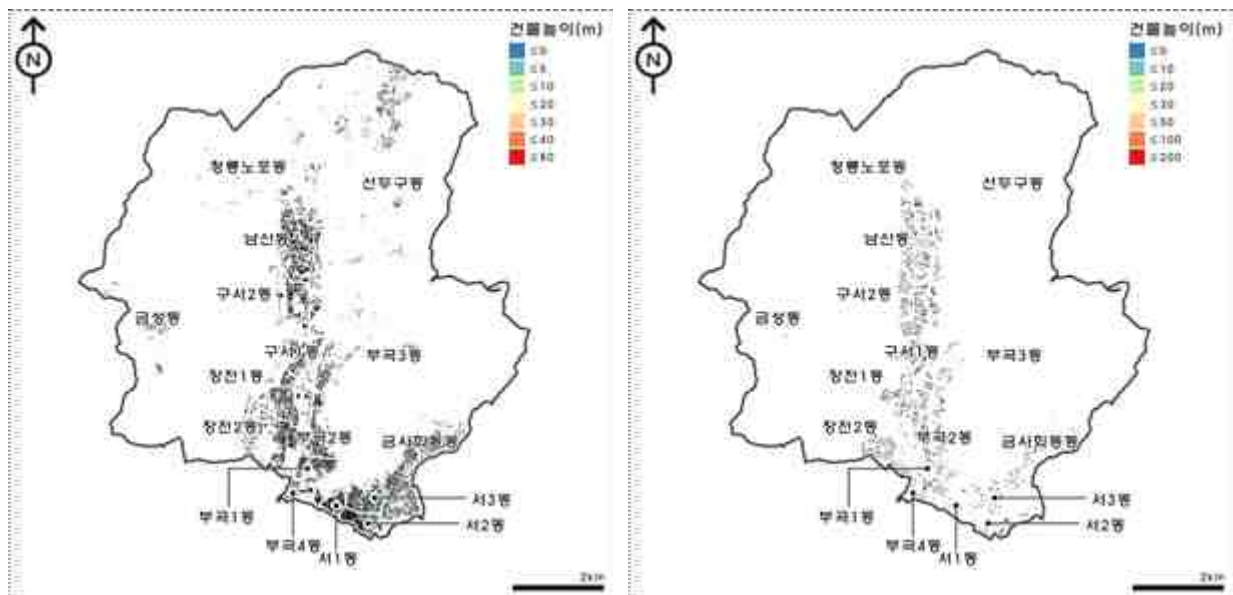 N
건물높이(m)
≤0
≤5
≤10
≤20
≤30
≤40
≤80
청룡노포동
선두구동
남산동
구서2동
금성동
구서1동
부곡3동
장전1동
장전2동
부곡2동
금사회동동
서3동
부곡1동
서2동
부곡4동
서1동
2km
N
건물높이(m)
≤0
≤10
≤20
≤30
≤50
≤100
≤200
청룡노포동
선두구동
남산동
구서2동
금성동
구서1동
부곡3동
장전1동
장전2동
부곡2동
금사회동동
서3동
부곡1동
서2동
부곡4동
서1동
2km